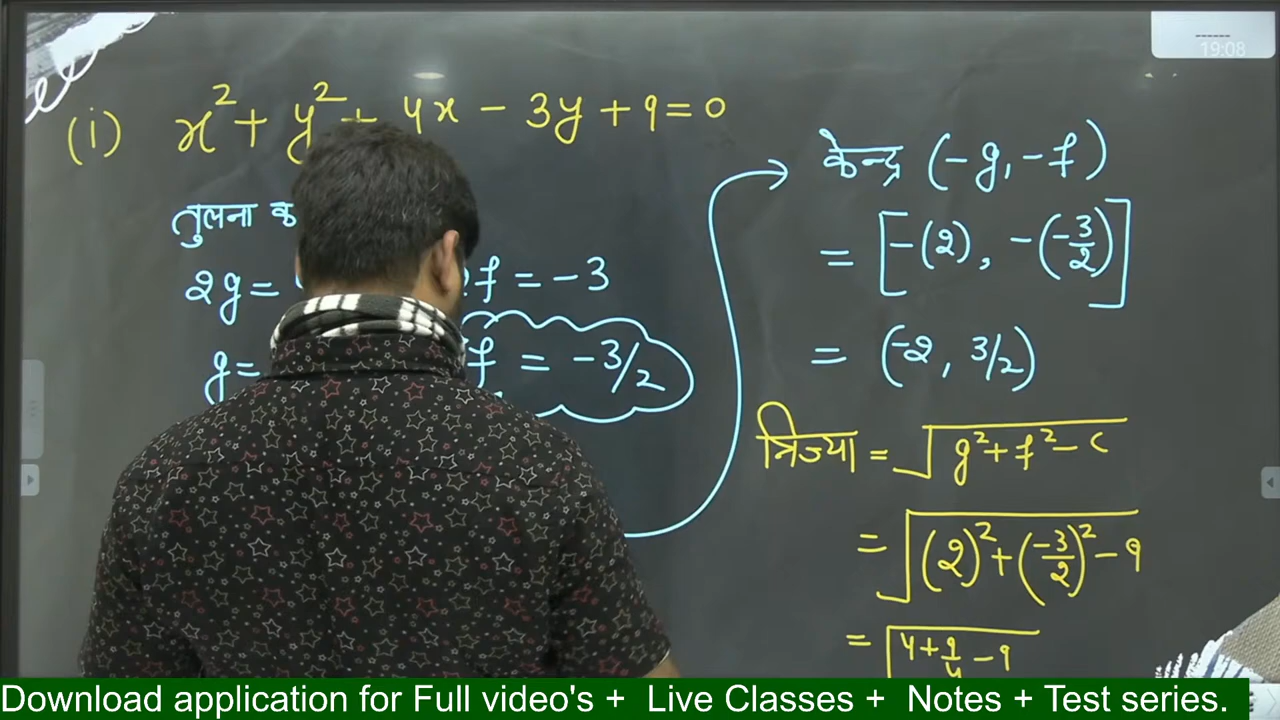 19:08
(i) x² + y² + 4x - 3y + 9 = 0
तुलना
2g = 2f = -3
g = f = -3/2
केन्द्र (-g, -f)
= [-(2), -(-3/2)]
= (-2, 3/2)
त्रिज्या = √g² + f² - c
= √(2)² + (-3/2)² - 9
= √4 + 9/4 - 9
Download application for Full video's + Live Classes + Notes + Test series.